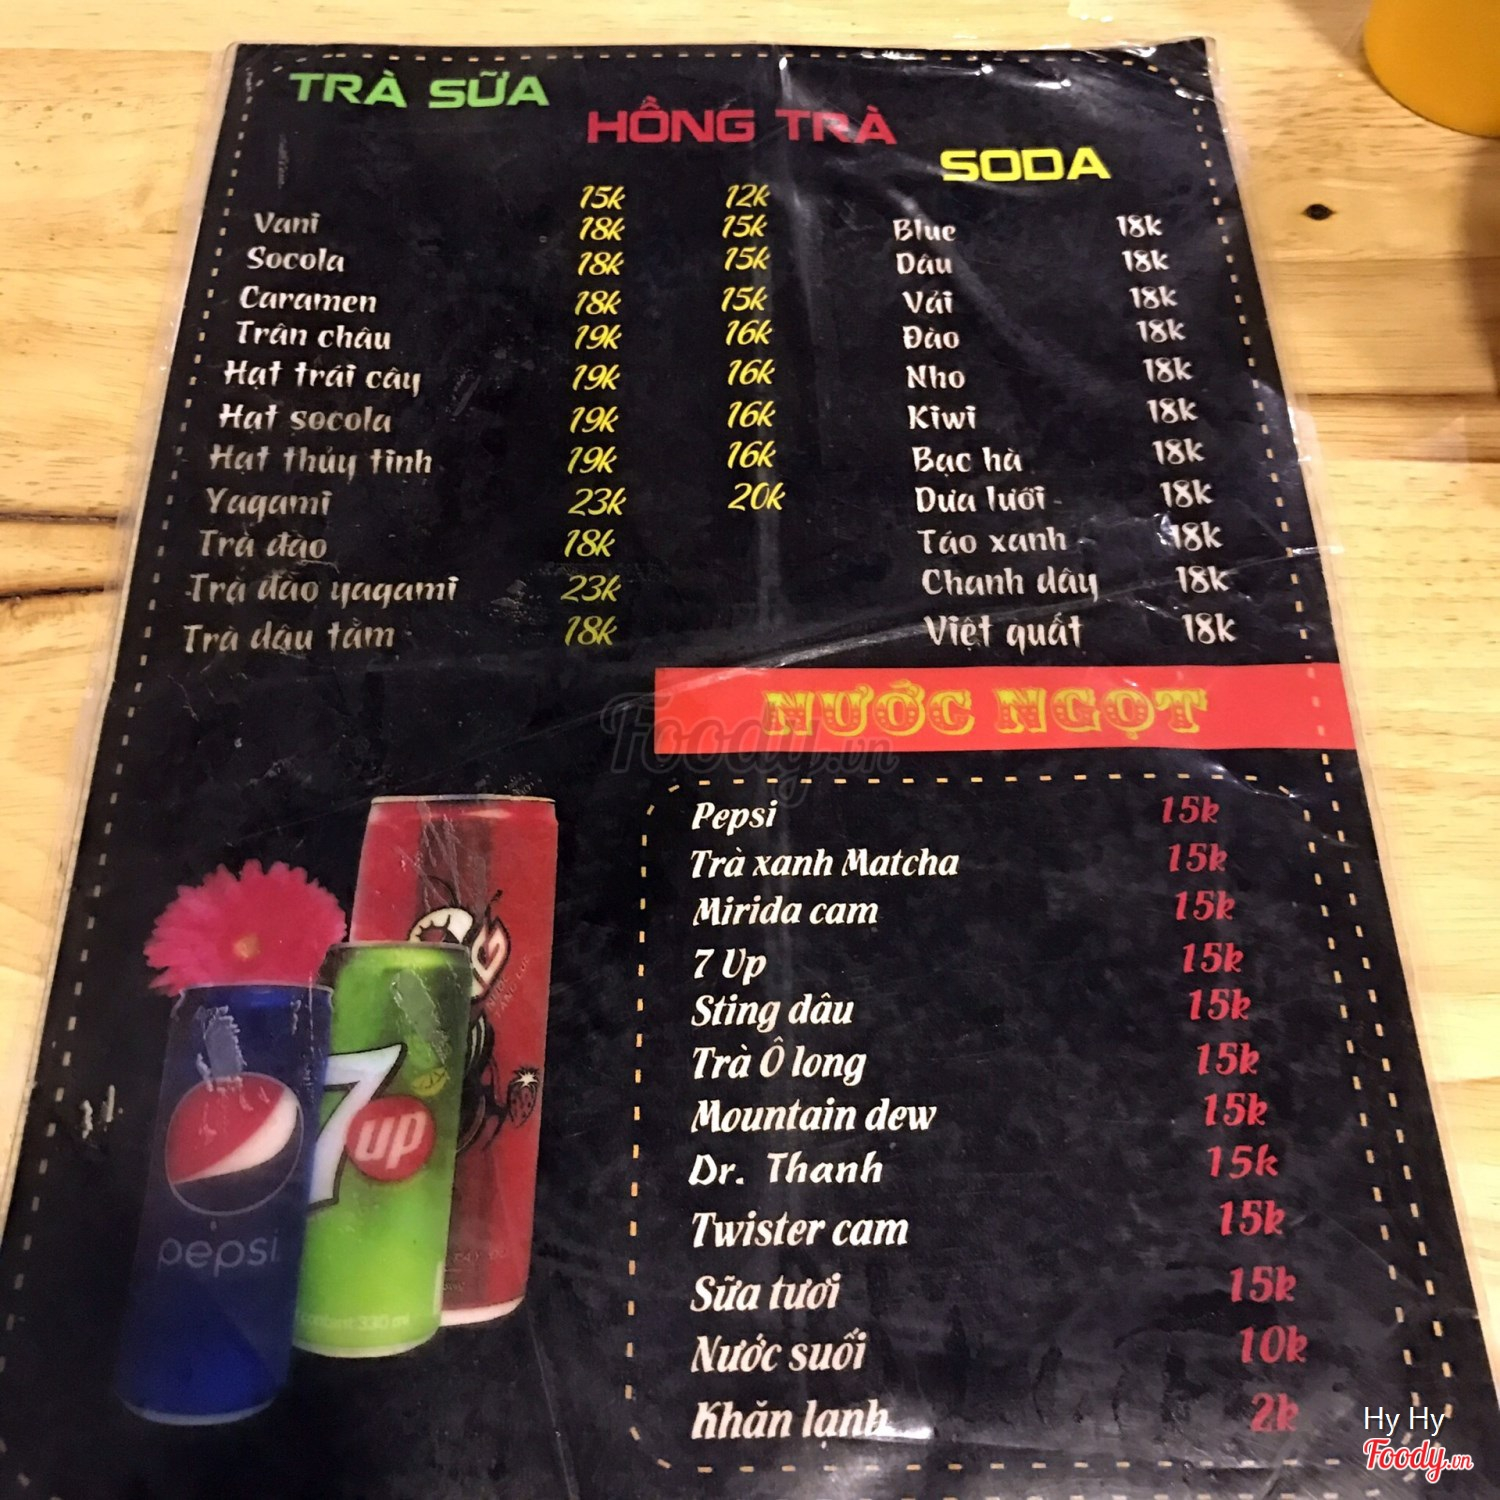 TRÀ SỮA
HỒNG TRÀ
SODA
15k 12k
Vani 18k 15k
Socola 18k 15k
Caramen 18k 15k
Trân châu 19k 16k
Hạt trái cây 19k 16k
Hạt socola 19k 16k
Hạt thủy tinh 19k 16k
Yagami 23k 20k
Trà đào 18k
Trà đào yagami 23k
Trà dâu tằm 18k
Blue 18k
Dâu 18k
Vải 18k
Đào 18k
Nho 18k
Kiwi 18k
Bạc hà 18k
Dưa lưới 18k
Táo xanh 18k
Chanh dây 18k
Việt quất 18k
NƯỚC NGỌT
Foody.vn
Pepsi 15k
Trà xanh Matcha 15k
Mirida cam 15k
7 Up 15k
Sting dâu 15k
Trà Ô long 15k
Mountain dew 15k
Dr. Thanh 15k
Twister cam 15k
Sữa tươi 15k
Nước suối 10k
Khăn lạnh 2k
7up
pepsi
330 ml
Hy Hy
Foody.vn